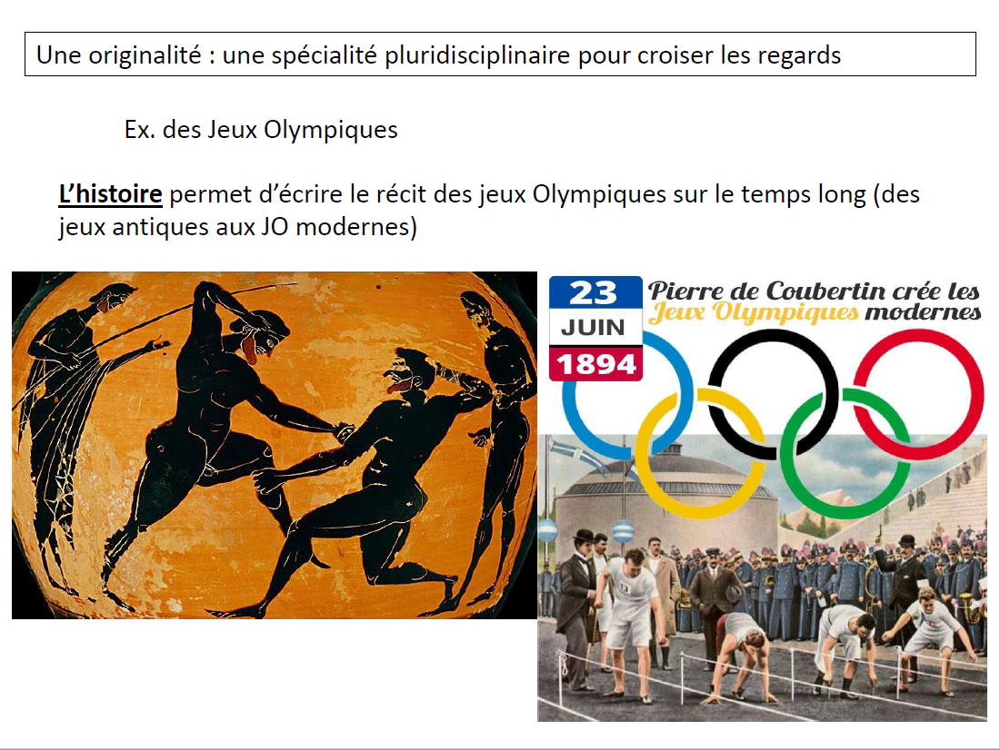 Une originalité : une spécialité pluridisciplinaire pour croiser les regards
Ex. des Jeux Olympiques
L’histoire permet d’écrire le récit des jeux Olympiques sur le temps long (des
jeux antiques aux JO modernes)
23
JUIN
1894
Pierre de Coubertin crée les
Jeux Olympiques modernes
13